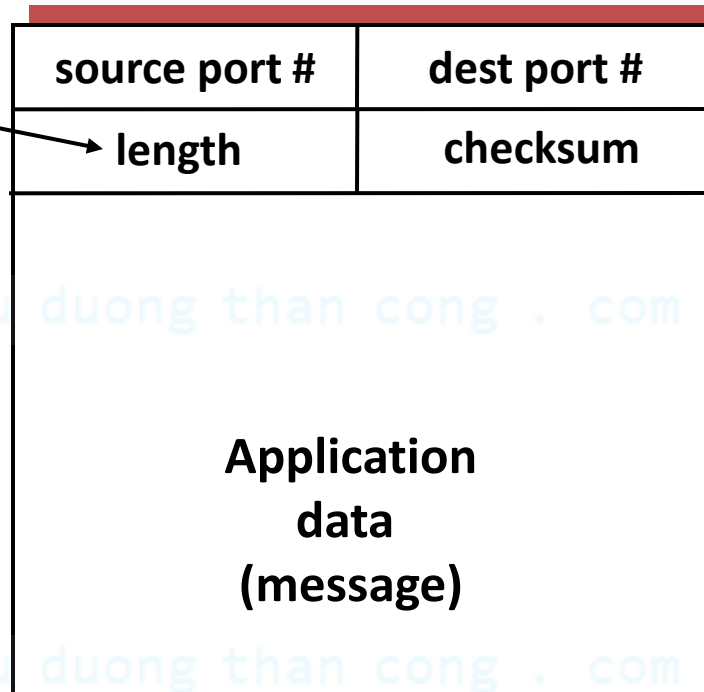 source port # dest port #
length checksum
u duong than cong . com
Application
data
(message)
u duong than cong . com